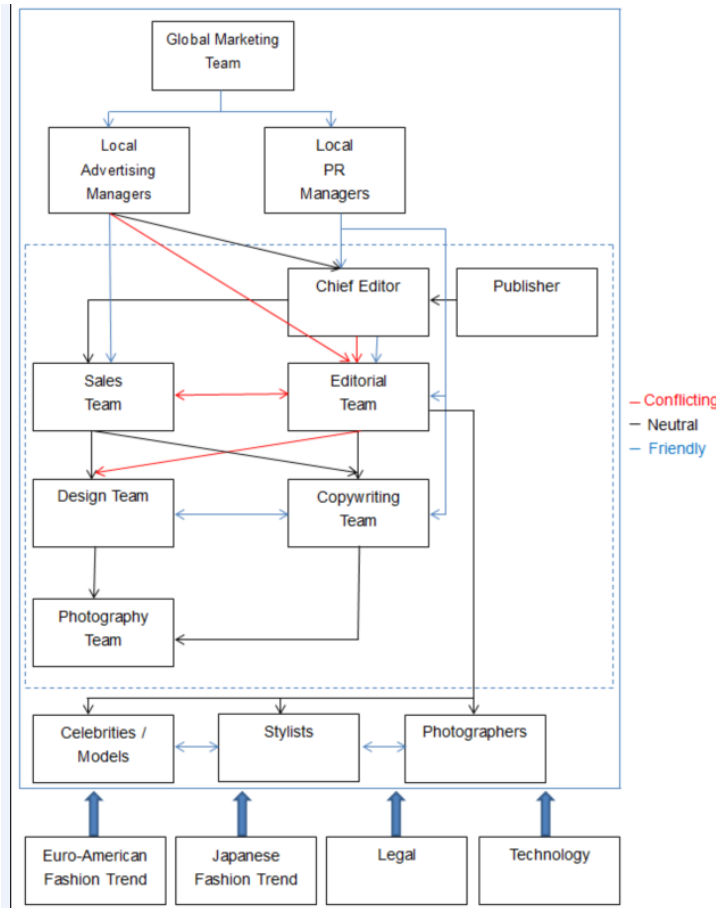 Global Marketing
Team
Local
Advertising
Managers
Local
PR
Managers
Chief Editor
Publisher
Sales
Team
Editorial
Team
Conflicting
Neutral
Friendly
Design Team
Copywriting
Team
Photography
Team
Celebrities /
Models
Stylists
Photographers
Euro-American
Fashion Trend
Japanese
Fashion Trend
Legal
Technology